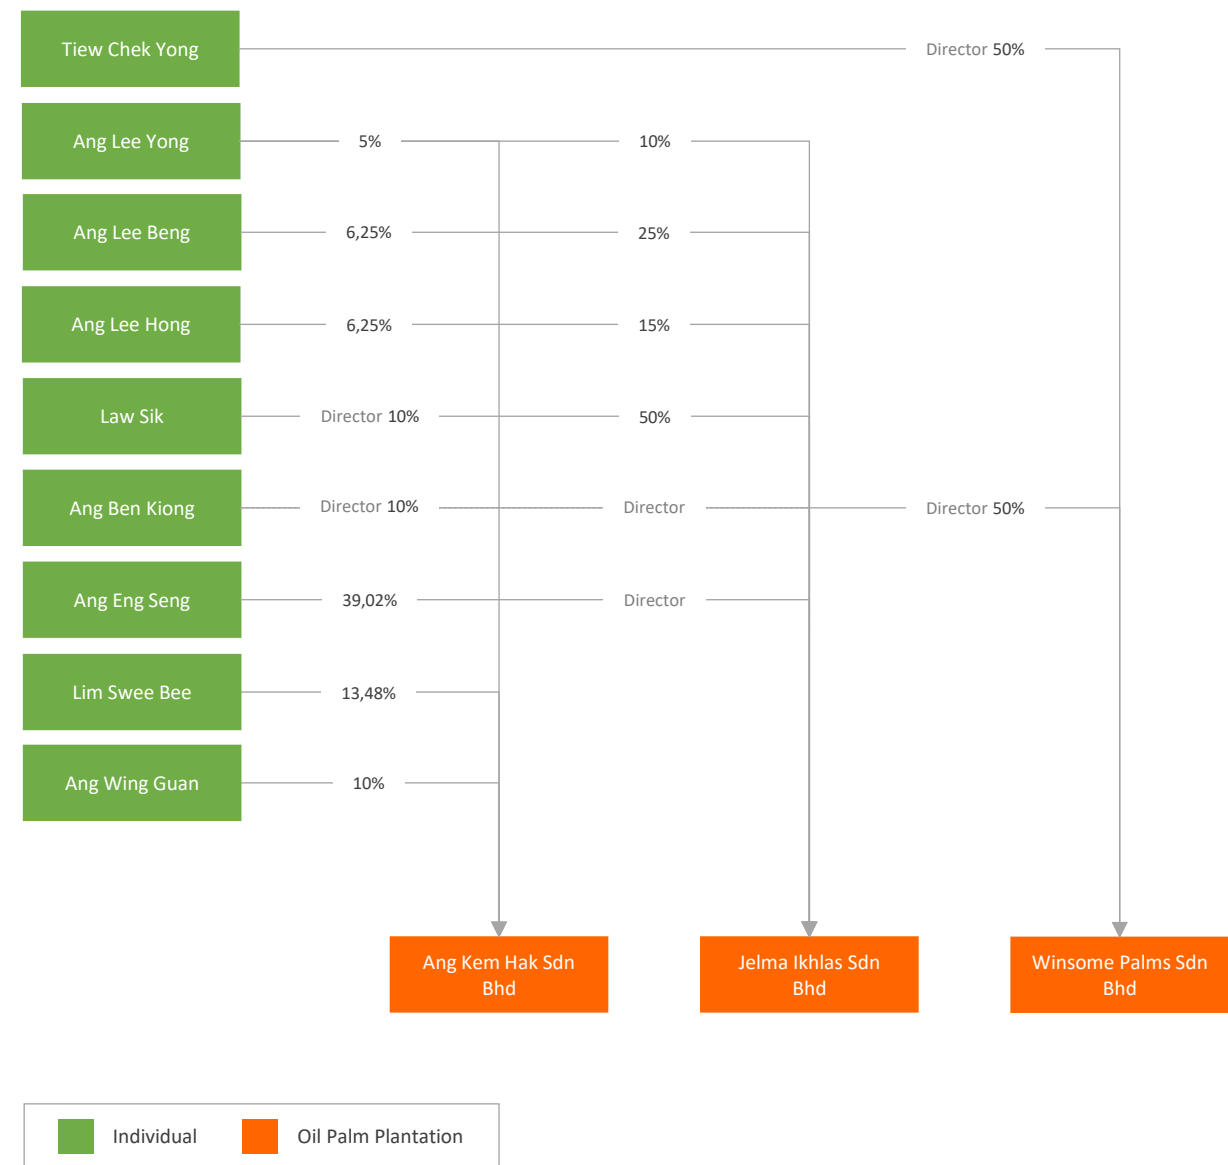 Tiew Chek Yong
Director 50%
Ang Lee Yong
5%
10%
Ang Lee Beng
6,25%
25%
Ang Lee Hong
6,25%
15%
Law Sik
Director 10%
50%
Ang Ben Kiong
Director 10%
Director
Director 50%
Ang Eng Seng
39,02%
Director
Lim Swee Bee
13,48%
Ang Wing Guan
10%
Ang Kem Hak Sdn
Bhd
Jelma Ikhlas Sdn
Bhd
Winsome Palms Sdn
Bhd
Individual
Oil Palm Plantation